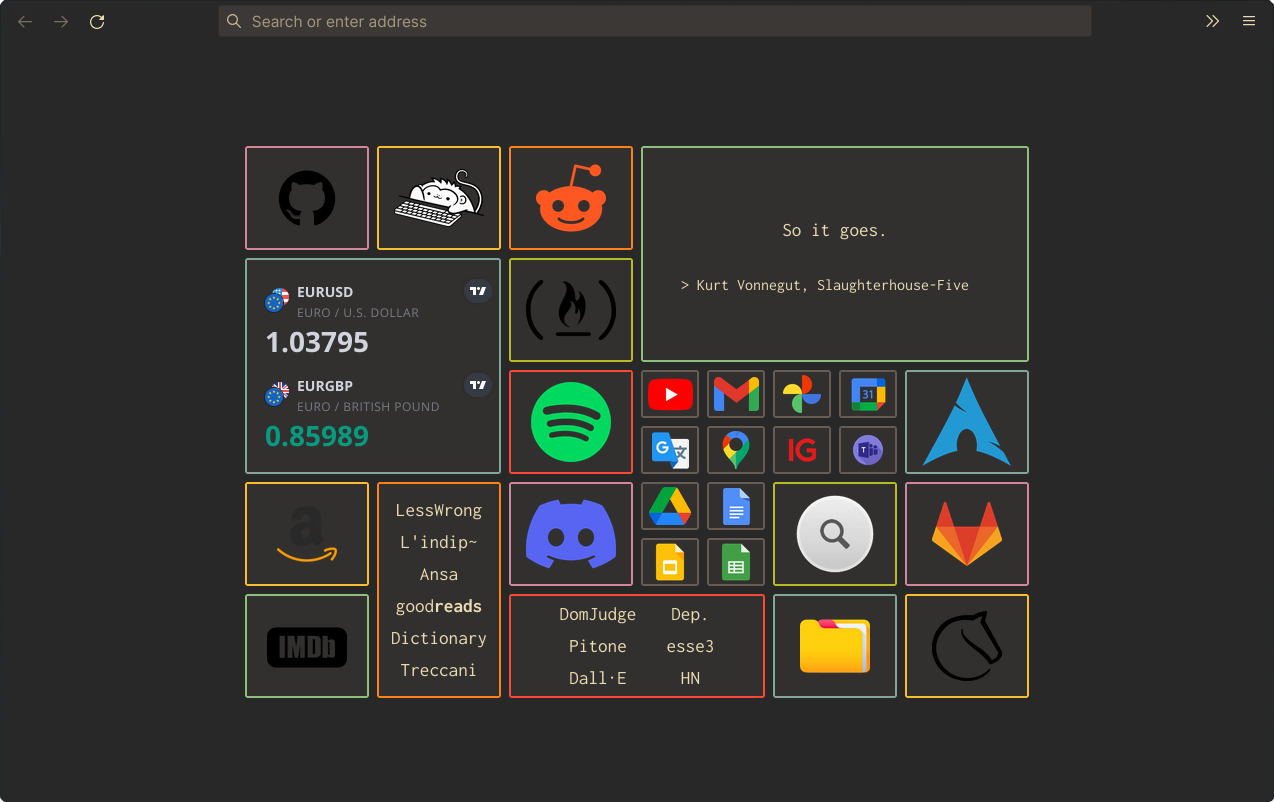 Search or enter address
So it goes.
> Kurt Vonnegut, Slaughterhouse-Five
EURUSD
EURO / U.S. DOLLAR
1.03795
EURGBP
EURO / BRITISH POUND
0.85989
31
G
IG
T
a
LessWrong
L'indip~
Ansa
goodreads
Dictionary
Treccani
IMDb
DomJudge Dep.
Pitone esse3
Dall·E HN